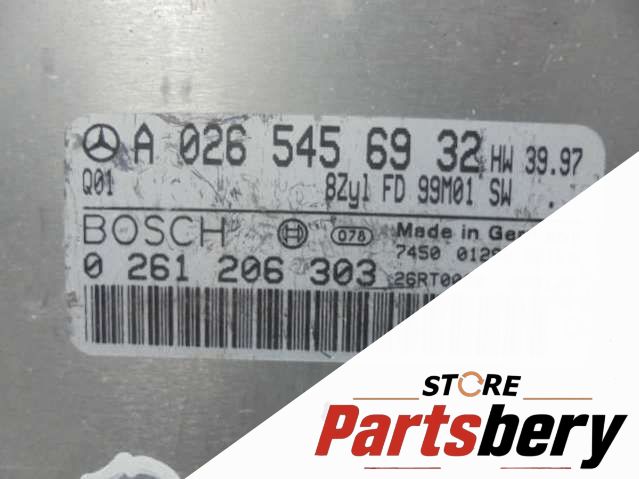 A 026 545 69 32 HW 39.97
Q01 8Zyl FD 99M01 SW
BOSCH 078 Made in
0 261 206 303 7450
STORE
Partsbery